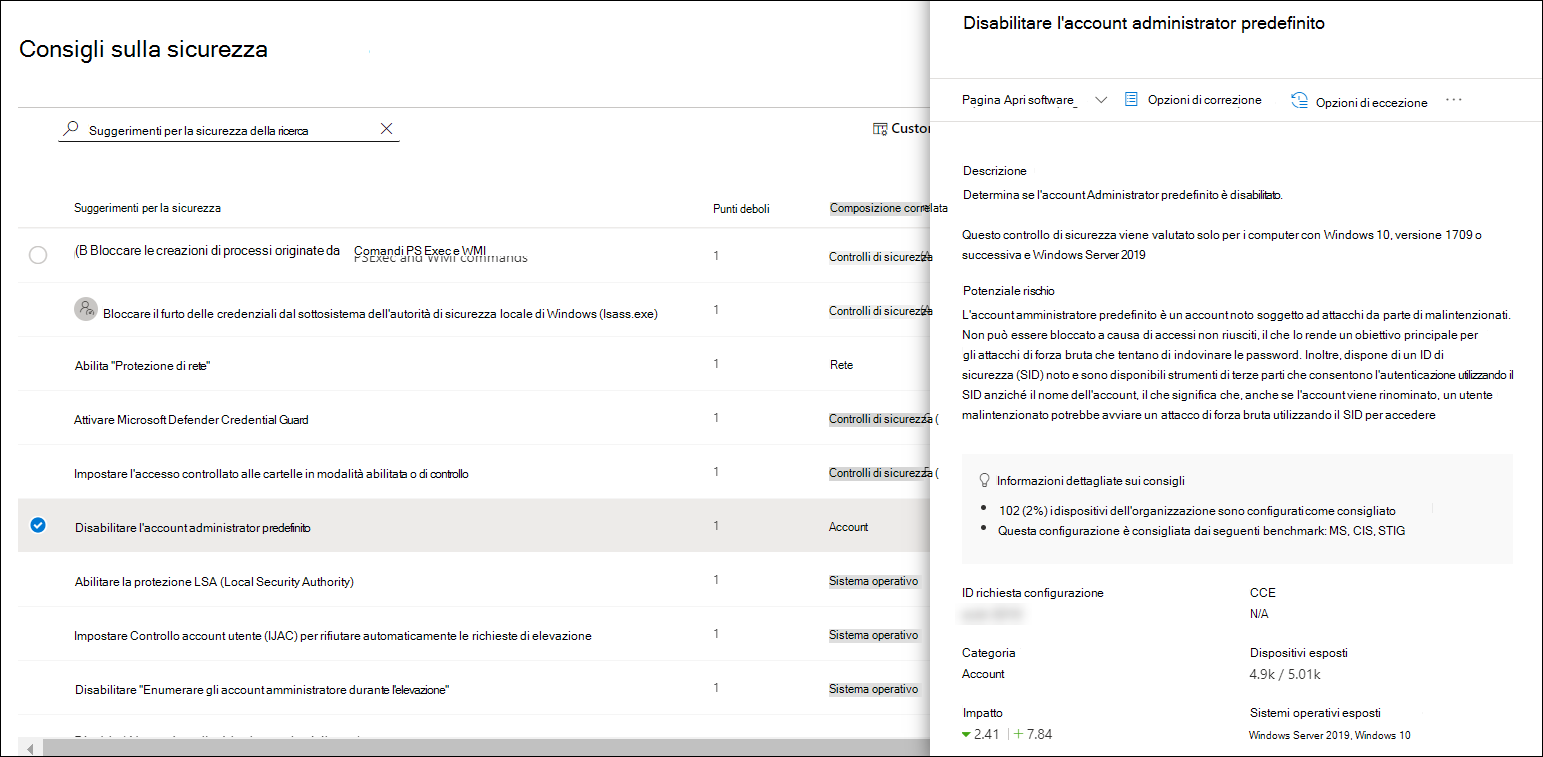 Consigli sulla sicurezza
Suggerimenti per la sicurezza della ricerca
Custor
Suggerimenti per la sicurezza Punti deboli Composizione correlata
(B Bloccare le creazioni di processi originate da Comandi PS Exec e WMI 1 Controlli di sicurezza (A
PSExec and WMI commands
Bloccare il furto delle credenziali dal sottosistema dell'autorità di sicurezza locale di Windows (Isass.exe) 1 Controlli di sicurezza (A
Abilita "Protezione di rete" 1 Rete
Attivare Microsoft Defender Credential Guard 1 Controlli di sicurezza (
Impostare l'accesso controllato alle cartelle in modalità abilitata o di controllo 1 Controlli di sicurezza (
Disabilitare l'account administrator predefinito 1 Account
Abilitare la protezione LSA (Local Security Authority) 1 Sistema operativo
Impostare Controllo account utente (IJAC) per rifiutare automaticamente le richieste di elevazione 1 Sistema operativo
Disabilitare "Enumerare gli account amministratore durante l'elevazione" 1 Sistema operativo
Disabilitare l'account administrator predefinito
Pagina Apri software_ Opzioni di correzione Opzioni di eccezione ...
Descrizione
Determina se l'account Administrator predefinito è disabilitato.
Questo controllo di sicurezza viene valutato solo per i computer con Windows 10, versione 1709 o
successiva e Windows Server 2019
Potenziale rischio
L'account amministratore predefinito è un account noto soggetto ad attacchi da parte di malintenzionati.
Non può essere bloccato a causa di accessi non riusciti, il che lo rende un obiettivo principale per
gli attacchi di forza bruta che tentano di indovinare le password. Inoltre, dispone di un ID di
sicurezza (SID) noto e sono disponibili strumenti di terze parti che consentono l'autenticazione utilizzando il
SID anziché il nome dell'account, il che significa che, anche se l'account viene rinominato, un utente
malintenzionato potrebbe avviare un attacco di forza bruta utilizzando il SID per accedere
Informazioni dettagliate sui consigli
• 102 (2%) i dispositivi dell'organizzazione sono configurati come consigliato
• Questa configurazione è consigliata dai seguenti benchmark: MS, CIS, STIG
ID richiesta configurazione CCE
N/A
Categoria Dispositivi esposti
Account 4.9k / 5.01k
Impatto Sistemi operativi esposti
2.41 | + 7.84 Windows Server 2019, Windows 10